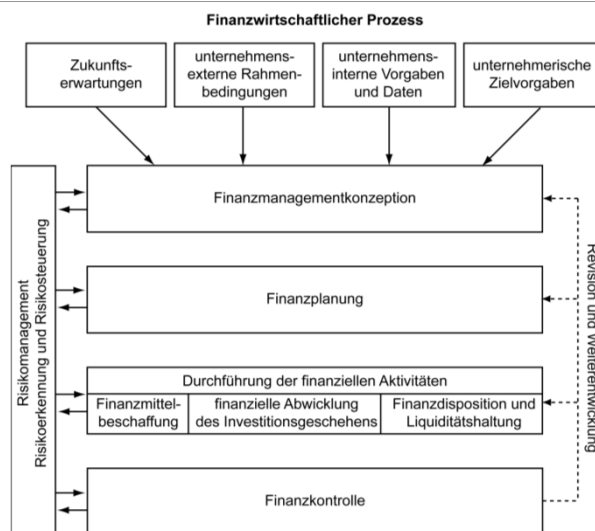 Finanzwirtschaftlicher Prozess
Zukunfts-
erwartungen
unternehmens-
externe Rahmen-
bedingungen
unternehmens-
interne Vorgaben
und Daten
unternehmerische
Zielvorgaben
Risikomanagement
Risikoerkennung und Risikosteuerung
Finanzmanagementkonzeption
Finanzplanung
Durchführung der finanziellen Aktivitäten
Finanzmittel-
beschaffung
finanzielle Abwicklung
des Investitionsgeschehens
Finanzdisposition und
Liquiditätshaltung
Finanzkontrolle
Revision und Weiterentwicklung